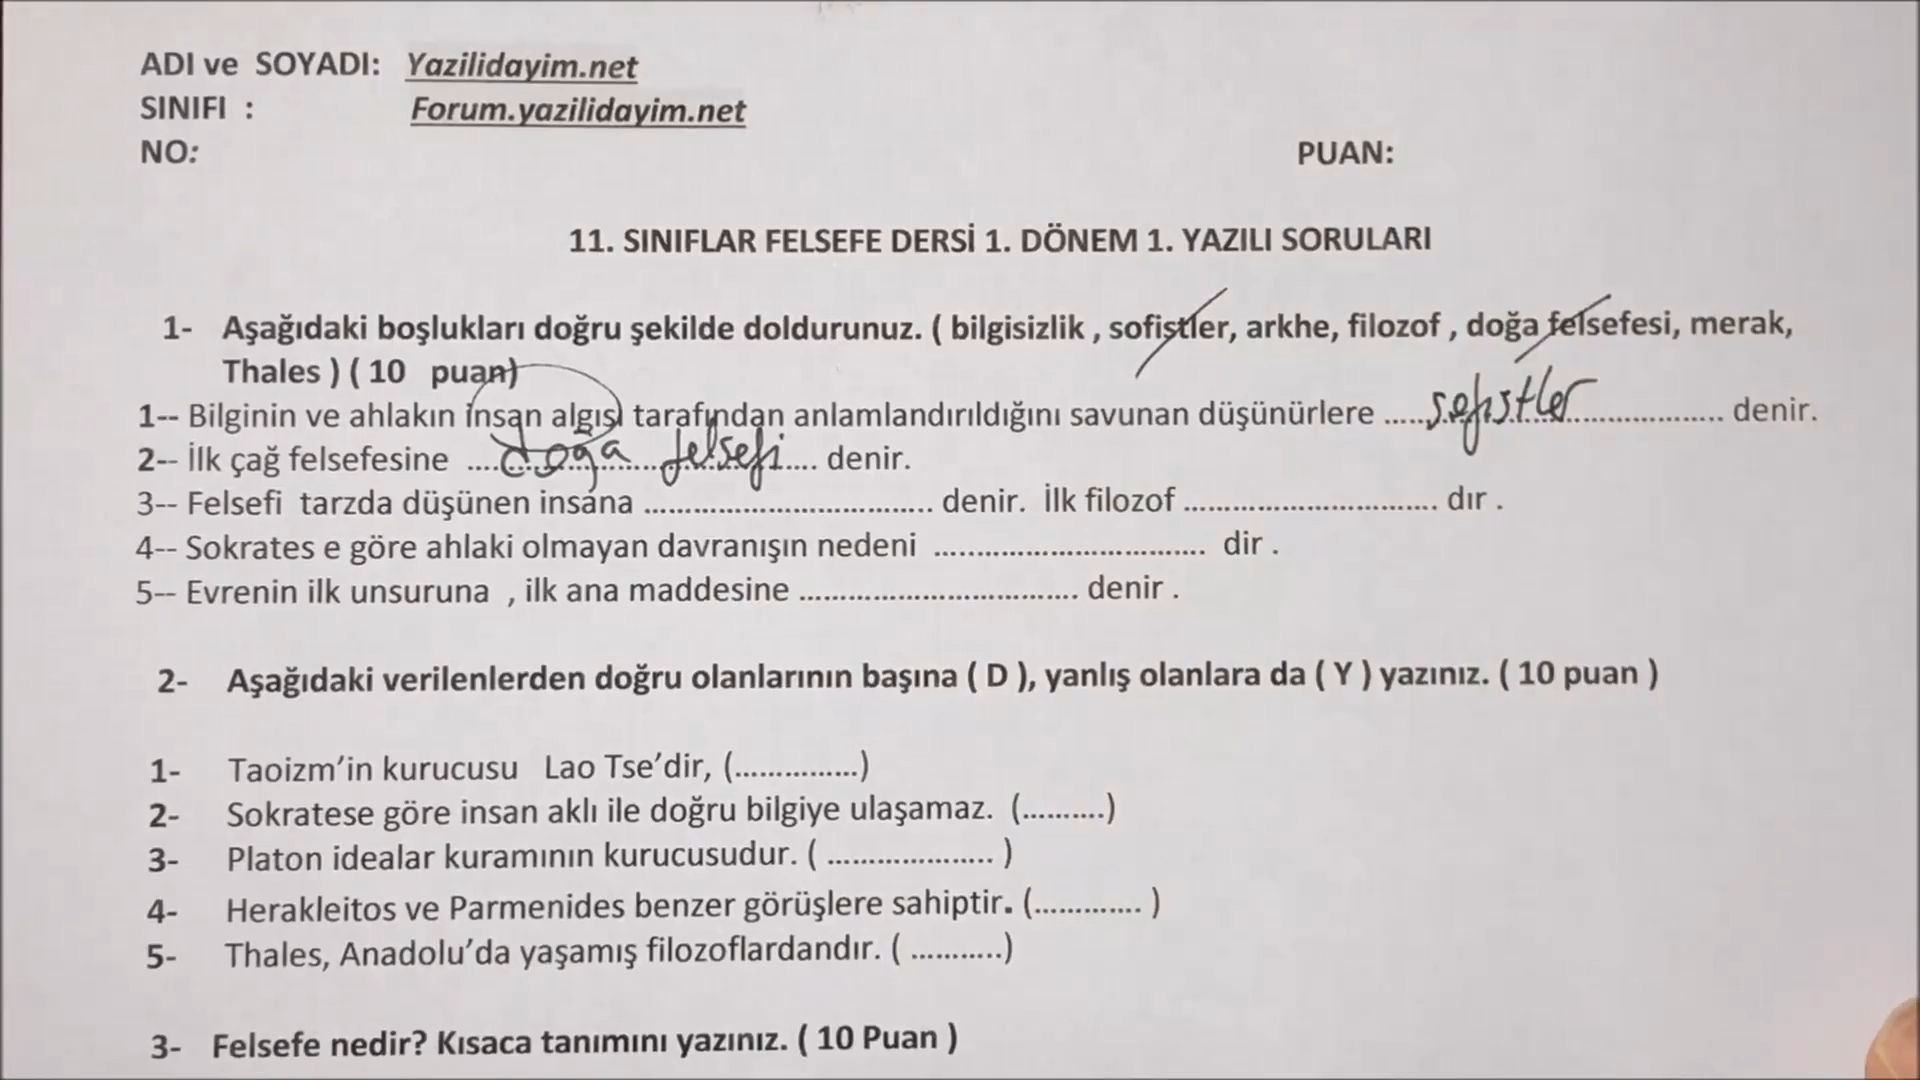 ADI ve SOYADI: Yazilidayim.net
SINIFI : Forum.yazilidayim.net
NO:
PUAN:
11. SINIFLAR FELSEFE DERSİ 1. DÖNEM 1. YAZILI SORULARI
1- Aşağıdaki boşlukları doğru şekilde doldurunuz. ( bilgisizlik , sofistler, arkhe, filozof , doğa felsefesi, merak,
Thales ) ( 10 puan)
1-- Bilginin ve ahlakın insan algısı tarafından anlamlandırıldığını savunan düşünürlere ...... sofistler ...................... denir.
2-- İlk çağ felsefesine .... doğa felsefi .... denir.
3-- Felsefi tarzda düşünen insana ................................. denir. İlk filozof ............................. dır .
4-- Sokrates e göre ahlaki olmayan davranışın nedeni ............................... dir .
5-- Evrenin ilk unsuruna , ilk ana maddesine ................................ denir .
2- Aşağıdaki verilenlerden doğru olanlarının başına ( D ), yanlış olanlara da ( Y ) yazınız. ( 10 puan )
1- Taoizm'in kurucusu Lao Tse'dir, (...............)
2- Sokratese göre insan aklı ile doğru bilgiye ulaşamaz. (..........)
3- Platon idealar kuramının kurucusudur. ( .................... )
4- Herakleitos ve Parmenides benzer görüşlere sahiptir. (............. )
5- Thales, Anadolu'da yaşamış filozoflardandır. ( ...........)
3- Felsefe nedir? Kısaca tanımını yazınız. ( 10 Puan )